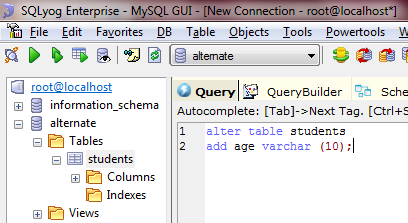 SQLyog Enterprise - MySQL GUI - [New Connection - root@localhost*]
File Edit Favorites DB Table Objects Tools Powertools
alternate
root@localhost
information_schema
alternate
Tables
students
Columns
Indexes
Views
Query QueryBuilder Sche
Autocomplete: [Tab]->Next Tag. [Ctrl+S
1 alter table students
2 add age varchar (10);